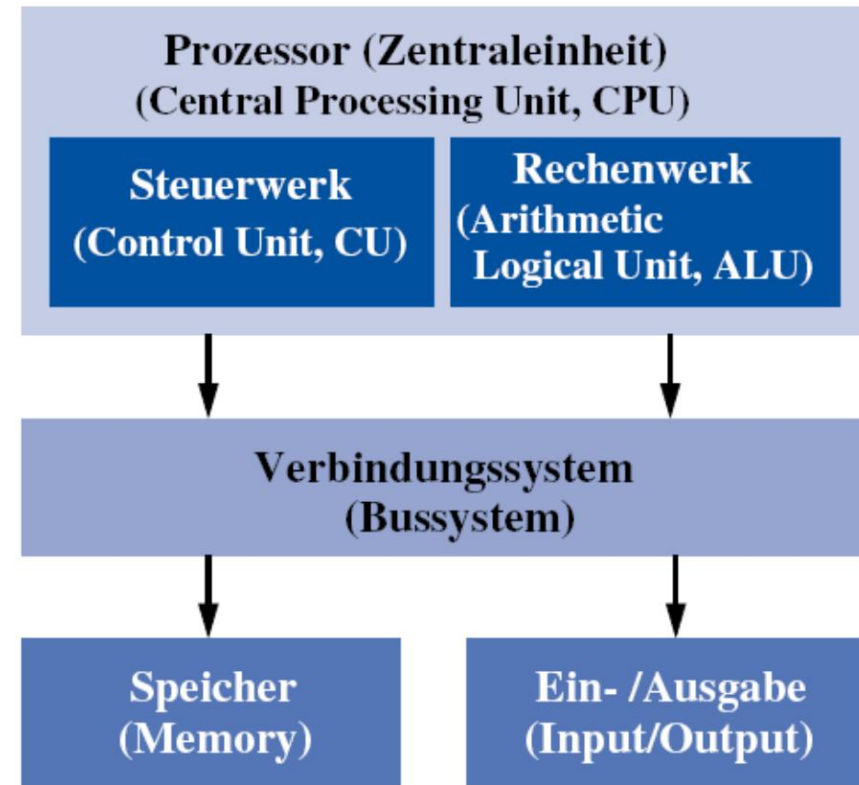 Prozessor (Zentraleinheit)
(Central Processing Unit, CPU)
Steuerwerk
(Control Unit, CU)
Rechenwerk
(Arithmetic
Logical Unit, ALU)
Verbindungssystem
(Bussystem)
Speicher
(Memory)
Ein- /Ausgabe
(Input/Output)